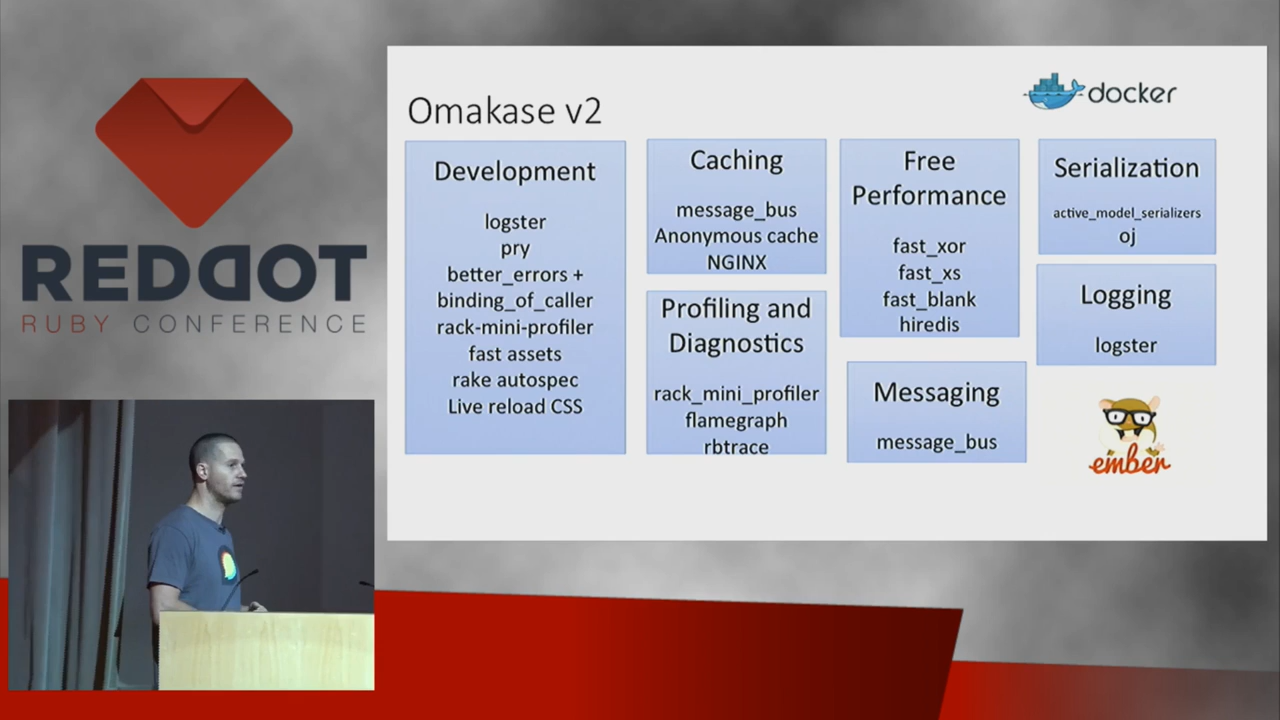 REDDOT
RUBY CONFERENCE
Omakase v2
docker
Development
logster
pry
better_errors +
binding_of_caller
rack-mini-profiler
fast assets
rake autospec
Live reload CSS
Caching
message_bus
Anonymous cache
NGINX
Profiling and
Diagnostics
rack_mini_profiler
flamegraph
rbtrace
Free
Performance
fast_xor
fast_xs
fast_blank
hiredis
Messaging
message_bus
Serialization
active_model_serializers
oj
Logging
logster
ember